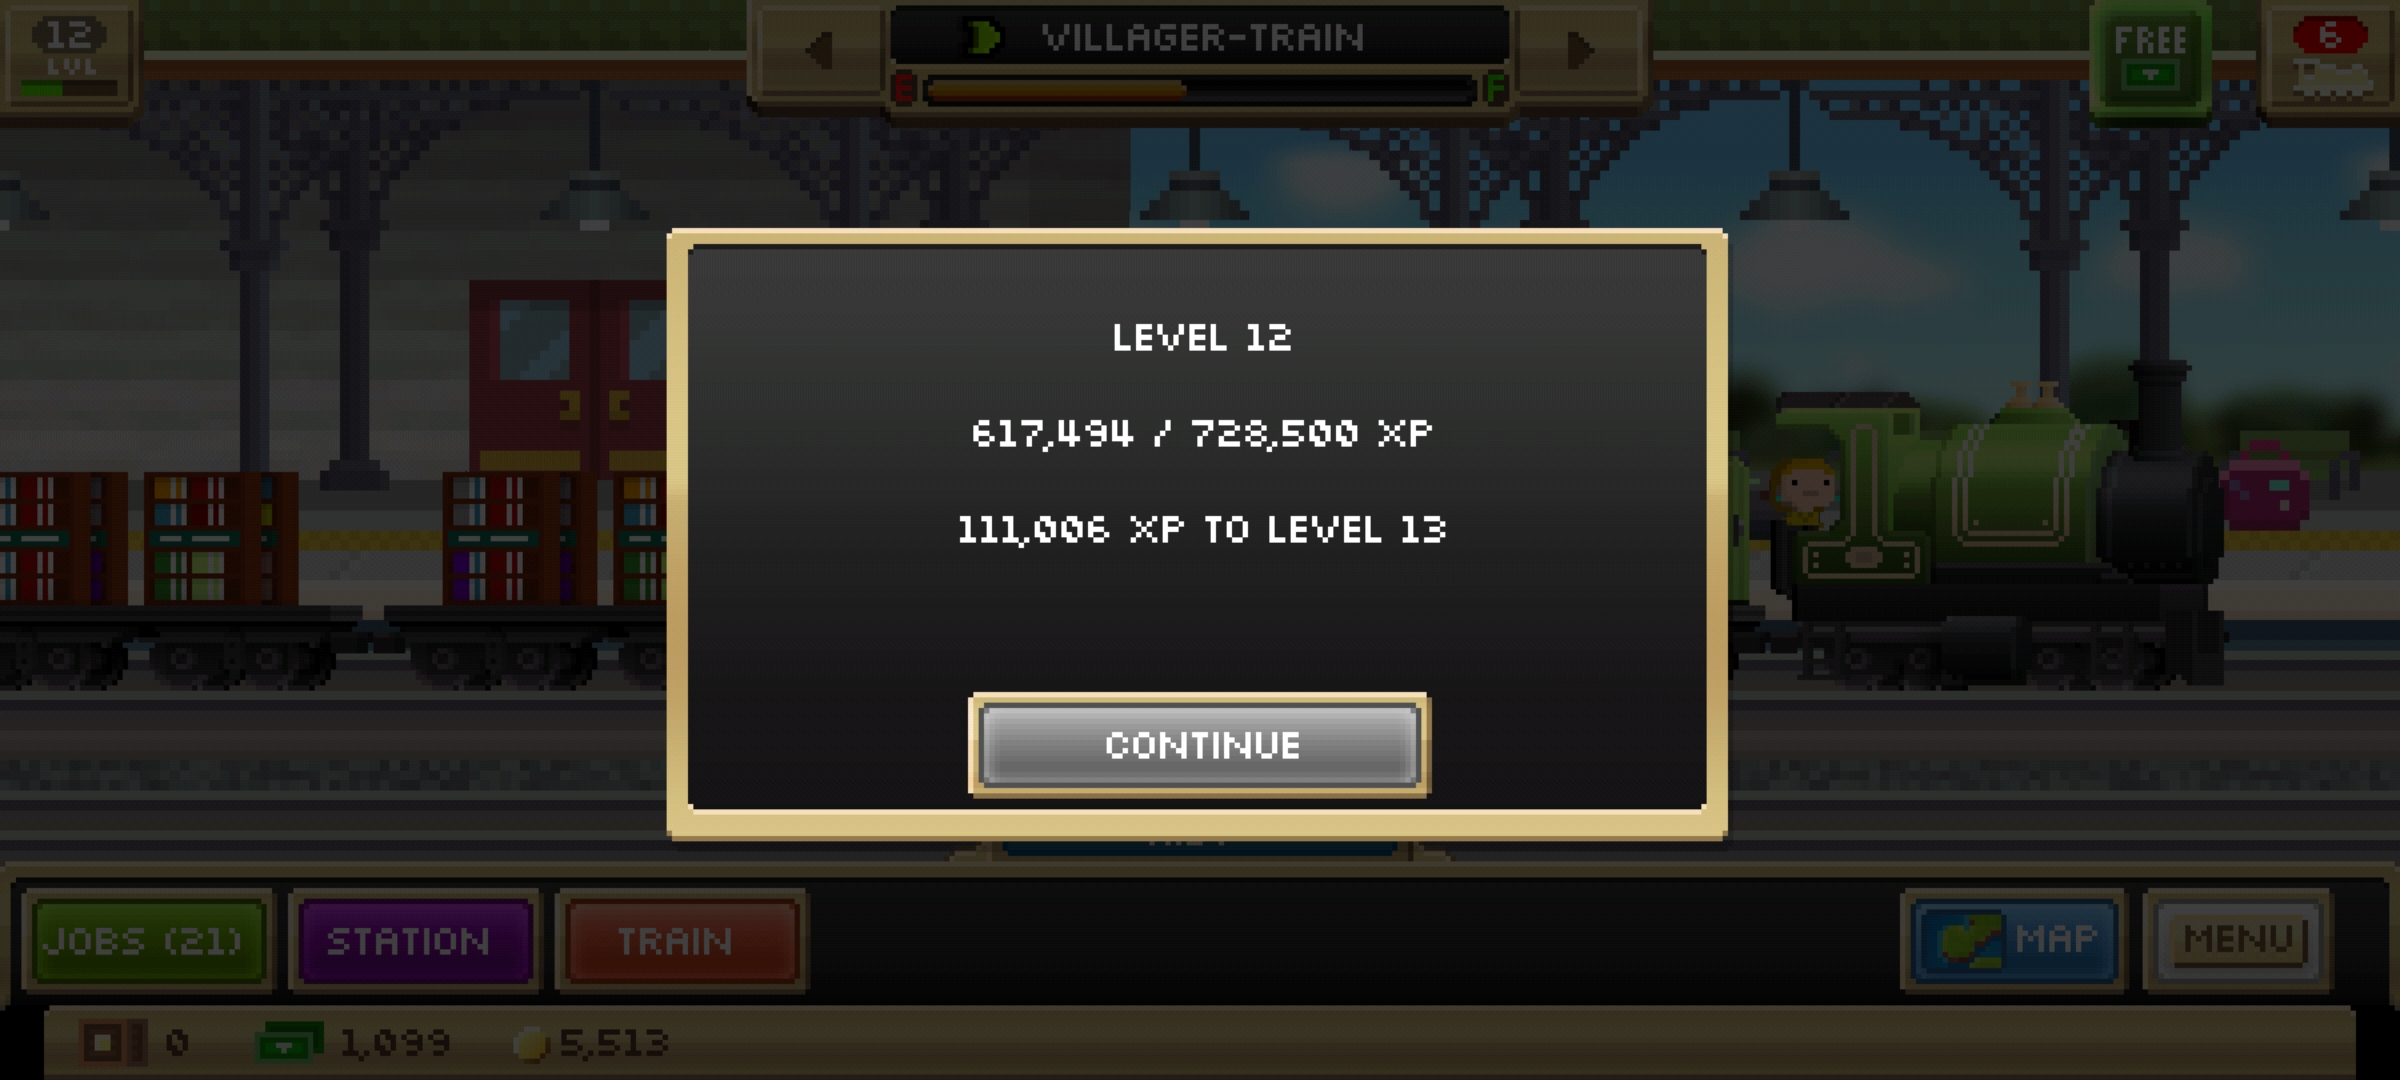 12
LVL
VILLAGER-TRAIN
E F
FREE
6
LEVEL 12
617,494 / 728,500 XP
111,006 XP TO LEVEL 13
CONTINUE
JOBS (21)
STATION
TRAIN
MAP
MENU
0
1,099
5,513